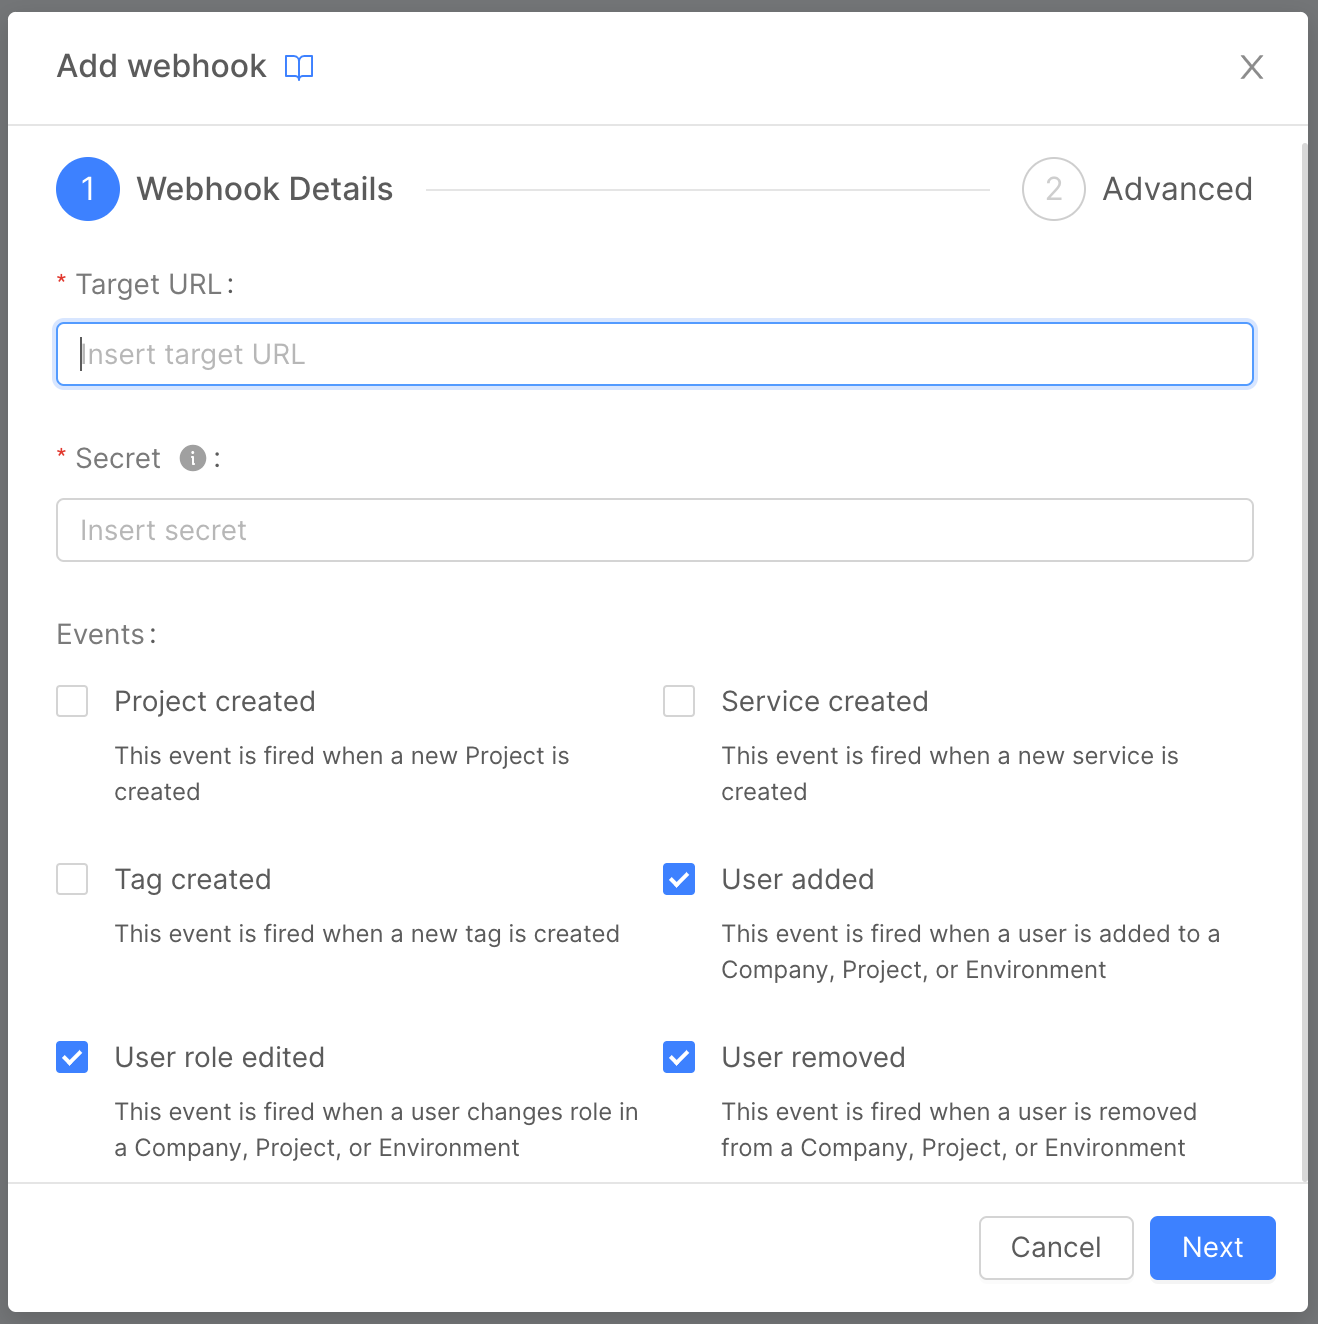 Add webhook
1 Webhook Details 2 Advanced
* Target URL:
Insert target URL
* Secret i :
Insert secret
Events:
Project created
This event is fired when a new Project is
created
Service created
This event is fired when a new service is
created
Tag created
This event is fired when a new tag is created
User added
This event is fired when a user is added to a
Company, Project, or Environment
User role edited
This event is fired when a user changes role in
a Company, Project, or Environment
User removed
This event is fired when a user is removed
from a Company, Project, or Environment
Cancel Next